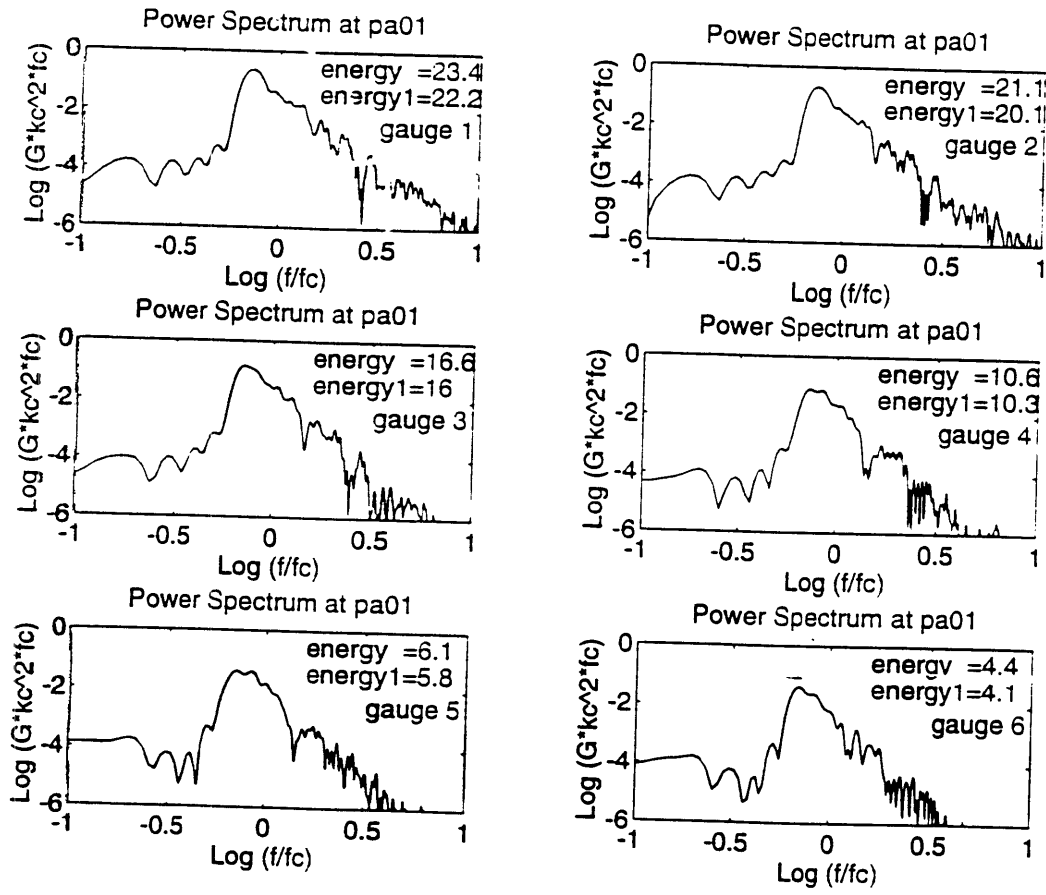 Power Spectrum at pa01
0
-2
-4
-6
Log (G*kc^2*fc)
energy =23.4
energy1=22.2
gauge 1
-1
-0.5
0
0.5
1
Log (f/fc)
Power Spectrum at pa01
0
-2
-4
-6
Log (G*kc^2*fc)
energy =21.1
energy1=20.1
gauge 2
-1
-0.5
0
0.5
1
Log (f/fc)
Power Spectrum at pa01
0
-2
-4
-6
Log (G*kc^2*fc)
energy =16.6
energy1=16
gauge 3
-1
-0.5
0
0.5
1
Log (f/fc)
Power Spectrum at pa01
0
-2
-4
-6
Log (G*kc^2*fc)
energy =10.6
energy1=10.3
gauge 4
-1
-0.5
0
0.5
1
Log (f/fc)
Power Spectrum at pa01
0
-2
-4
-6
Log (G*kc^2*fc)
energy =6.1
energy1=5.8
gauge 5
-1
-0.5
0
0.5
1
Log (f/fc)
Power Spectrum at pa01
0
-2
-4
-6
Log (G*kc^2*fc)
energy =4.4
energy1=4.1
gauge 6
-1
-0.5
0
0.5
1
Log (f/fc)